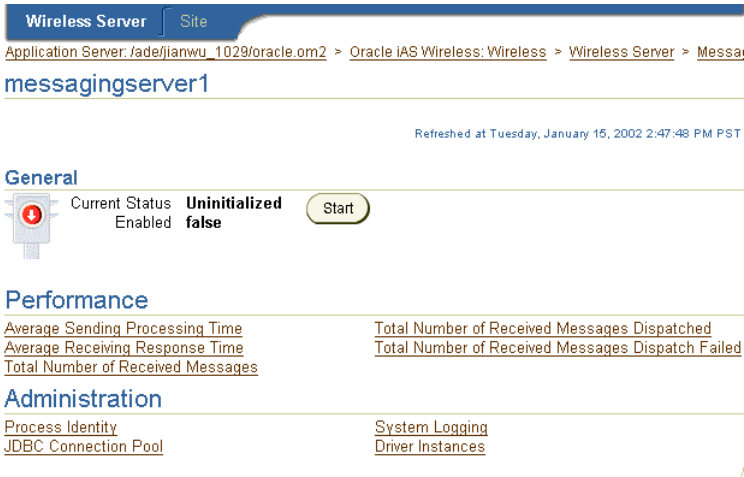 Wireless Server Site
Application Server: /ade/jianwu_1029/oracle.om2 > Oracle iAS Wireless: Wireless > Wireless Server >
messagingserver1
Refreshed at Tuesday, January 15, 2002 2:47:48 PM PST
General
Current Status Uninitialized
Start
Enabled false
Performance
Average Sending Processing Time Total Number of Received Messages Dispatched
Average Receiving Response Time Total Number of Received Messages Dispatch Failed
Total Number of Received Messages
Administration
Process Identity System Logging
JDBC Connection Pool Driver Instances